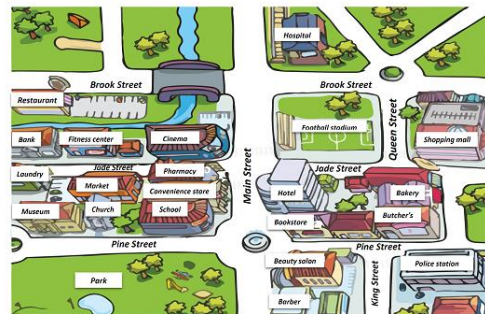 Hospital
Brook Street
Brook Street
Restaurant
Queen Street
Football stadium
Bank
Fitness center
Cinema
Shopping mall
Main Street
Jade Street
Jade Street
Laundry
Pharmacy
Market
Convenience store
Hotel
Bakery
Museum
Church
School
Bookstore
Butcher's
Pine Street
Pine Street
Beauty salon
Police station
King Street
Park
Barber